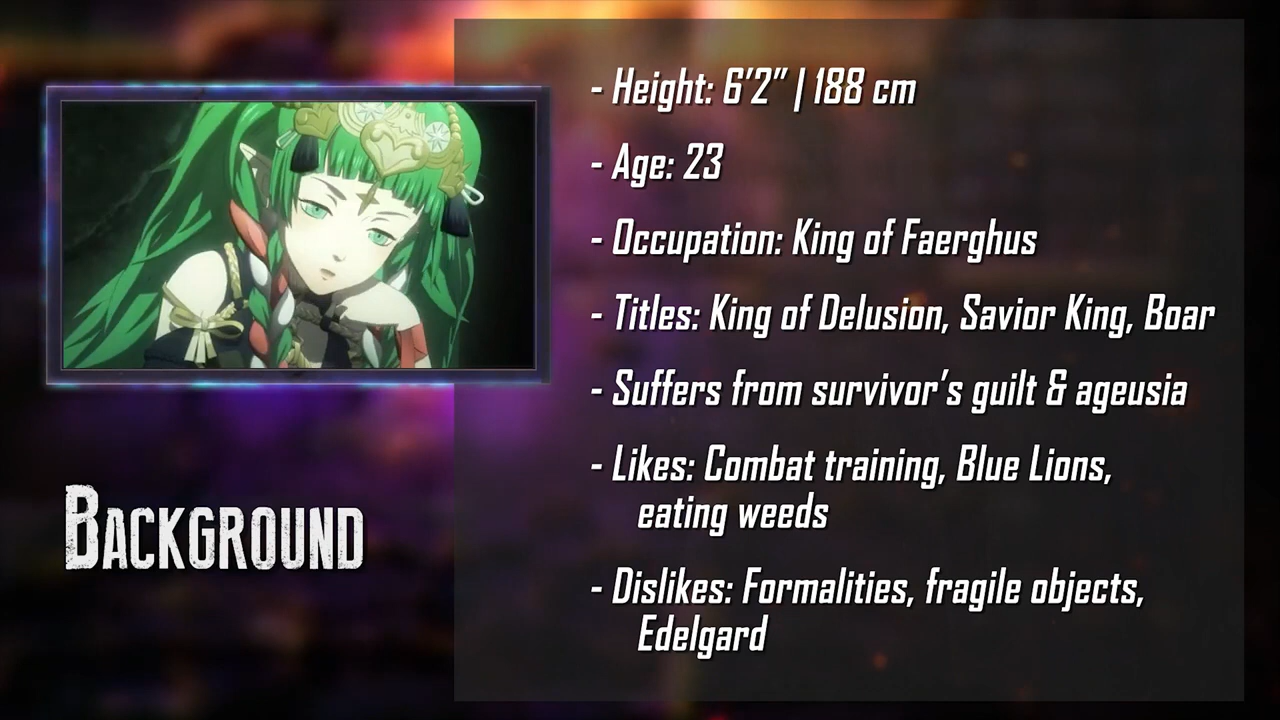 - Height: 6'2" | 188 cm
- Age: 23
- Occupation: King of Faerghus
- Titles: King of Delusion, Savior King, Boar
- Suffers from survivor's guilt & ageusia
- Likes: Combat training, Blue Lions,
eating weeds
- Dislikes: Formalities, fragile objects,
Edelgard
BACKGROUND